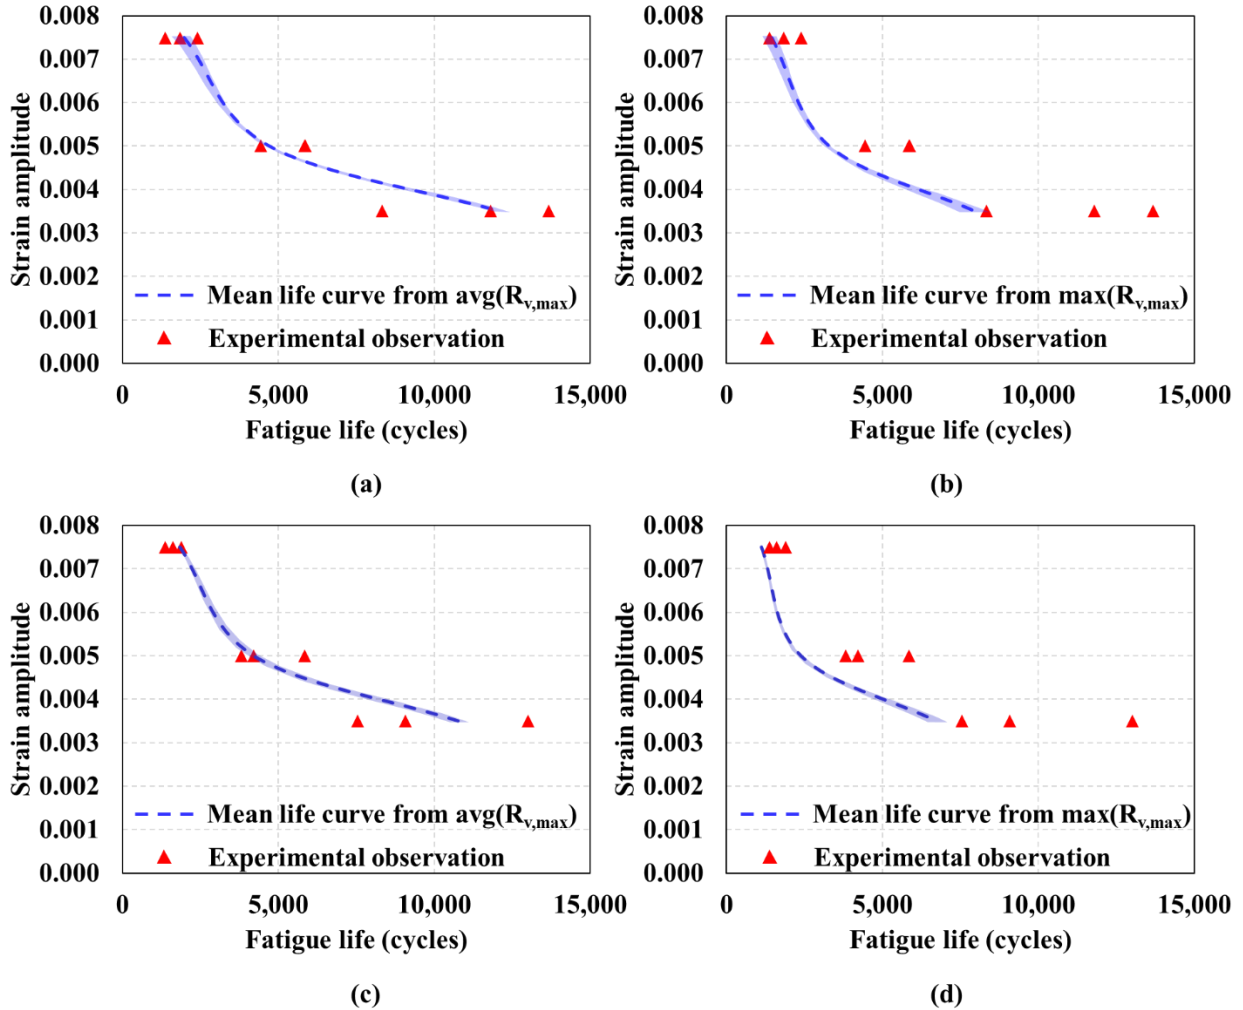 0.008
0.007
0.006
0.005
0.004
0.003
0.002
0.001
0.000
Strain amplitude
Mean life curve from avg(R_v,max)
Experimental observation
0 5,000 10,000 15,000
Fatigue life (cycles)
(a)
0.008
0.007
0.006
0.005
0.004
0.003
0.002
0.001
0.000
Strain amplitude
Mean life curve from max(R_v,max)
Experimental observation
0 5,000 10,000 15,000
Fatigue life (cycles)
(b)
0.008
0.007
0.006
0.005
0.004
0.003
0.002
0.001
0.000
Strain amplitude
Mean life curve from avg(R_v,max)
Experimental observation
0 5,000 10,000 15,000
Fatigue life (cycles)
(c)
0.008
0.007
0.006
0.005
0.004
0.003
0.002
0.001
0.000
Strain amplitude
Mean life curve from max(R_v,max)
Experimental observation
0 5,000 10,000 15,000
Fatigue life (cycles)
(d)